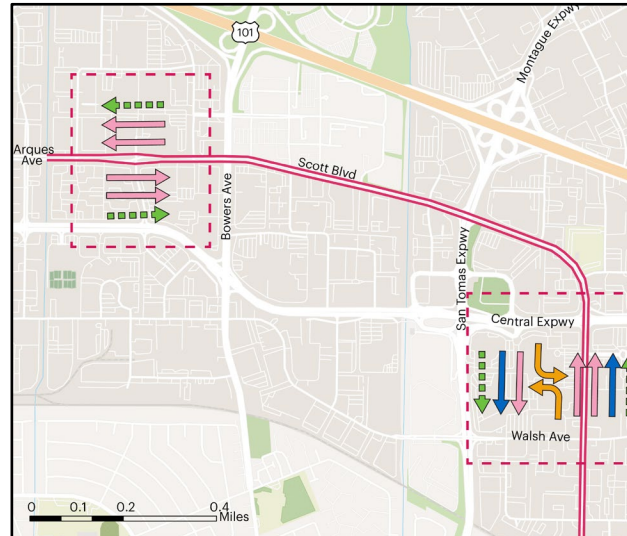 101
Montague Expwy
Arques
Ave
Scott Blvd
Bowers Ave
San Tomas Expwy
Central Expwy
Walsh Ave
0 0.1 0.2 0.4
Miles